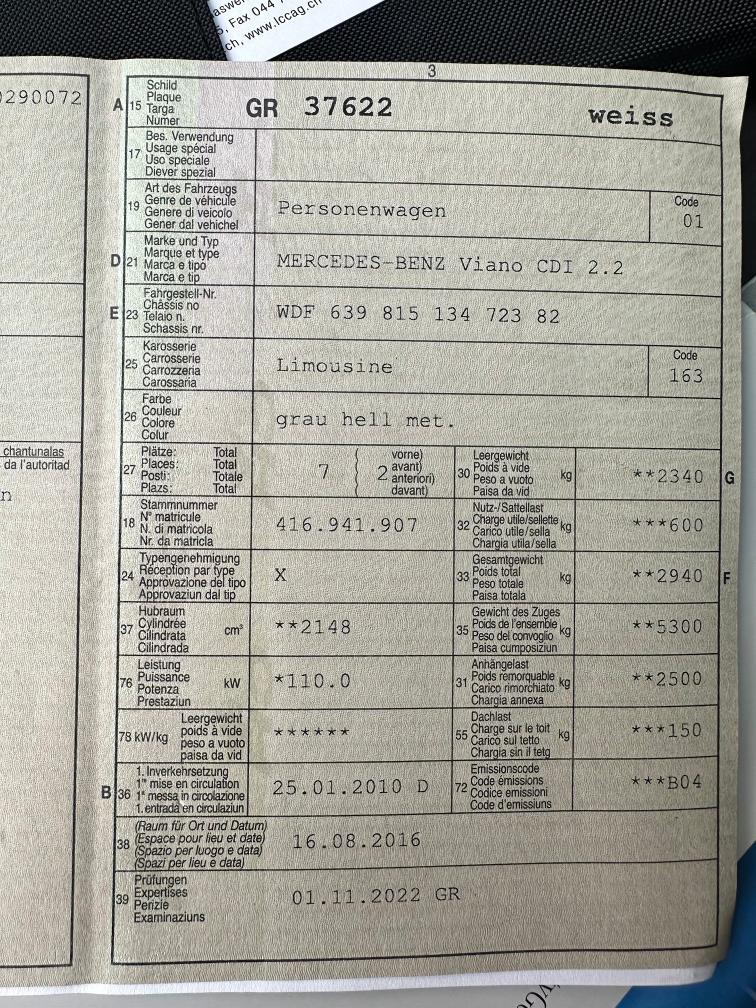 Fax 044
ch, www.lccag.ch
0290072
chantunalas
da l'autoritad
n
3
A 15 Schild
Plaque
Targa
Numer
GR 37622 weiss
17 Bes. Verwendung
Usage spécial
Uso speciale
Diever spezial
19 Art des Fahrzeugs
Genre de véhicule
Genere di veicolo
Gener dal vehichel
Personenwagen
Code
01
D 21 Marke und Typ
Marque et type
Marca e tipo
Marca e tip
MERCEDES-BENZ Viano CDI 2.2
E 23 Fahrgestell-Nr.
Châssis no
Telaio n.
Schassis nr.
WDF 639 815 134 723 82
25 Karosserie
Carrosserie
Carrozzeria
Carossaria
Limousine
Code
163
26 Farbe
Couleur
Colore
Colur
grau hell met.
27 Plätze: Total
Places: Total
Posti: Totale
Plazs: Total
7 2 vorne)
avant)
anteriori)
davant)
30 Leergewicht
Poids à vide
Peso a vuoto
Paisa da vid
kg **2340 G
18 Stammnummer
N° matricule
N. di matricola
Nr. da matricla
416.941.907
32 Nutz-/Sattellast
Charge utile/sellette
Carico utile/sella
Chargia utila/sella
kg ***600
24 Typengenehmigung
Réception par type
Approvazione del tipo
Approvaziun dal tip
X
33 Gesamtgewicht
Poids total
Peso totale
Paisa totala
kg **2940 F
37 Hubraum
Cylindrée
Cilindrata
Cilindrada
cm³ **2148
35 Gewicht des Zuges
Poids de l'ensemble
Peso del convoglio
Paisa cumposiziun
kg **5300
76 Leistung
Puissance
Potenza
Prestaziun
kW *110.0
31 Anhängelast
Poids remorquable
Carico rimorchiato
Chargia annexa
kg **2500
78 kW/kg Leergewicht
poids à vide
peso a vuoto
paisa da vid
******
55 Dachlast
Charge sur le toit
Carico sul tetto
Chargia sin il tetg
kg ***150
B 36 1. Inverkehrsetzung
1re mise en circulation
1a messa in circolazione
1. entrada en circulaziun
25.01.2010 D
72 Emissionscode
Code émissions
Codice emissioni
Code d'emissiuns
***B04
38 (Raum für Ort und Datum)
(Espace pour lieu et date)
(Spazio per luogo e data)
(Spazi per lieu e data)
16.08.2016
39 Prüfungen
Expertises
Perizie
Examinaziuns
01.11.2022 GR